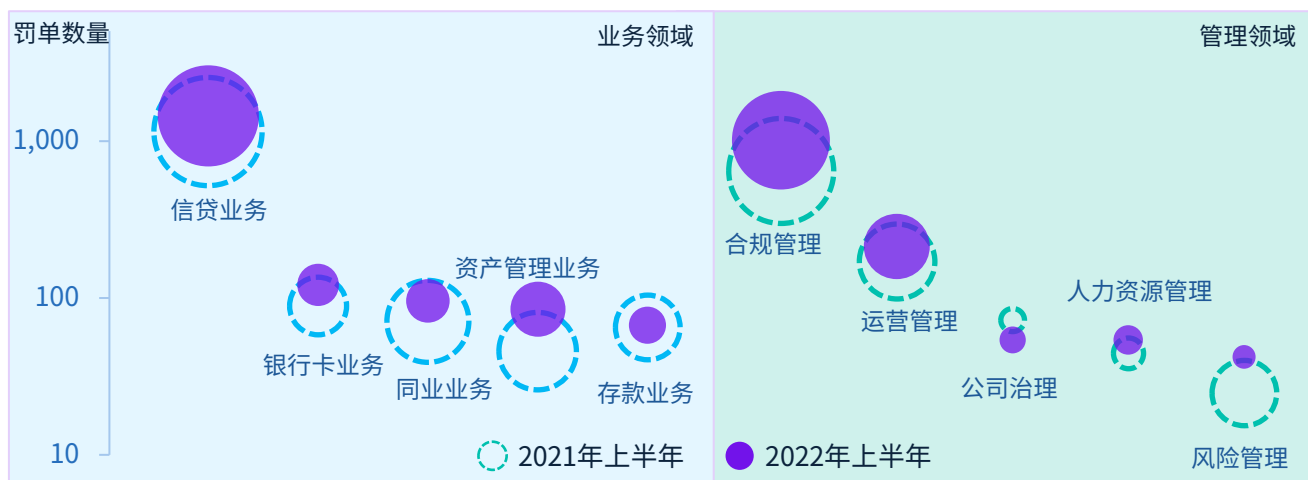 罚单数量
业务领域
管理领域
1,000
信贷业务
合规管理
资产管理业务
100
人力资源管理
运营管理
银行卡业务
同业业务
存款业务
公司治理
10
2021年上半年
2022年上半年
风险管理